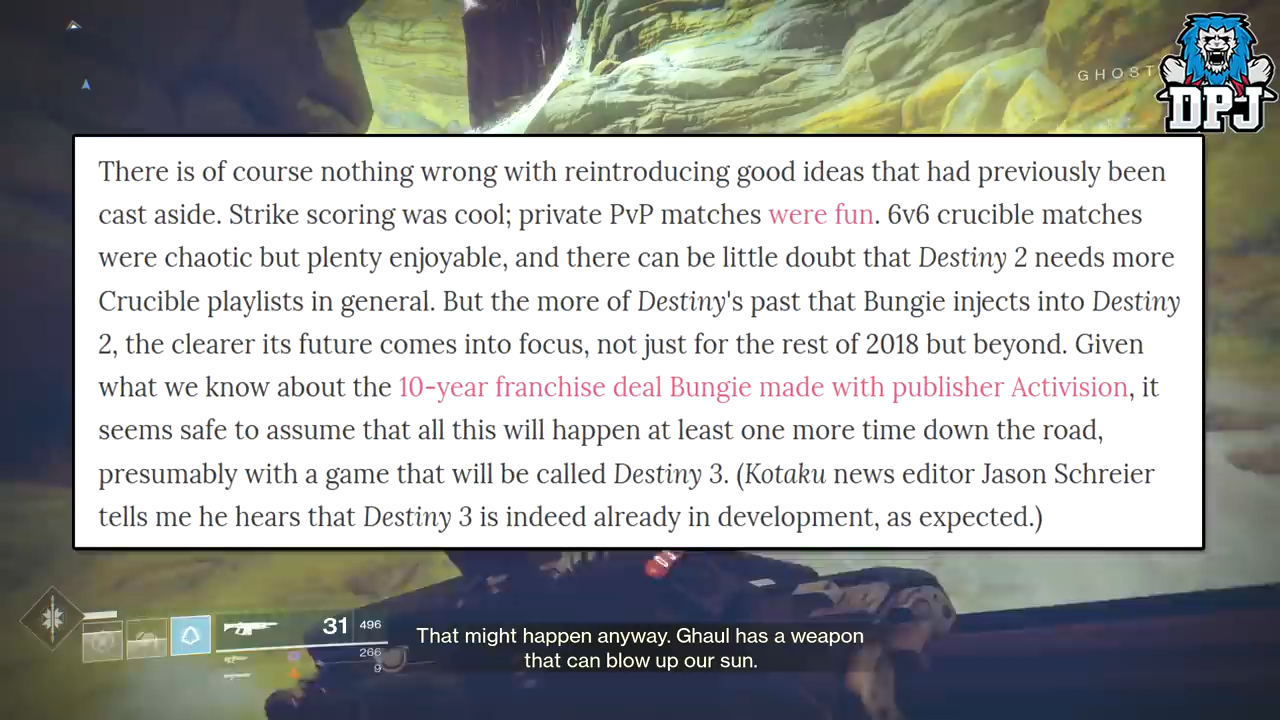 GHOST
DPJ
There is of course nothing wrong with reintroducing good ideas that had previously been
cast aside. Strike scoring was cool; private PvP matches were fun. 6v6 crucible matches
were chaotic but plenty enjoyable, and there can be little doubt that Destiny 2 needs more
Crucible playlists in general. But the more of Destiny's past that Bungie injects into Destiny
2, the clearer its future comes into focus, not just for the rest of 2018 but beyond. Given
what we know about the 10-year franchise deal Bungie made with publisher Activision, it
seems safe to assume that all this will happen at least one more time down the road,
presumably with a game that will be called Destiny 3. (Kotaku news editor Jason Schreier
tells me he hears that Destiny 3 is indeed already in development, as expected.)
31 496
266
9
That might happen anyway. Ghaul has a weapon
that can blow up our sun.